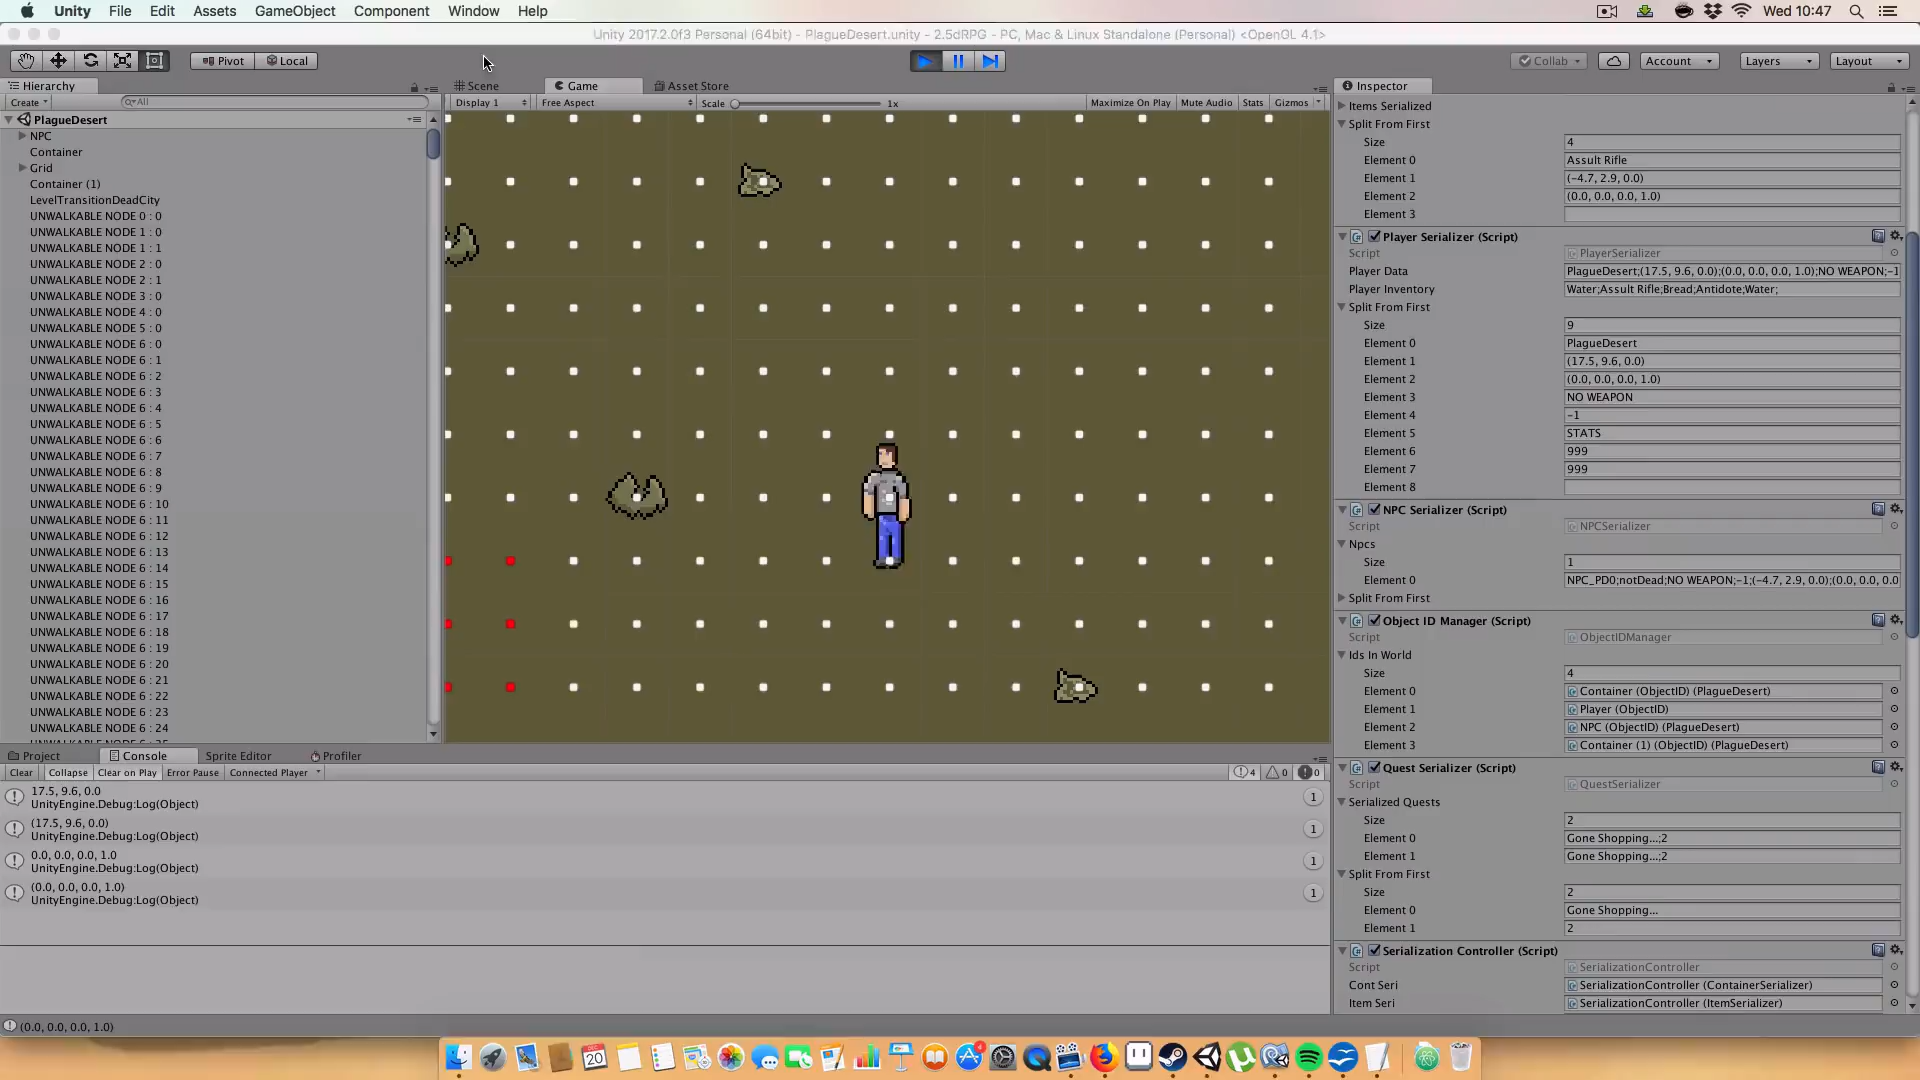 Unity File Edit Assets GameObject Component Window Help Wed 10:47
Unity 2017.2.0f3 Personal (64bit) - PlagueDesert.unity - 2.5dRPG - PC, Mac & Linux Standalone (Personal) <OpenGL 4.1>
Pivot Local Collab Account Layers Layout
Hierarchy Scene Game Asset Store Inspector
Create All Display 1 Free Aspect Scale 1x Maximize On Play Mute Audio Stats Gizmos
PlagueDesert
NPC
Container
Grid
Container (1)
LevelTransitionDeadCity
UNWALKABLE NODE 0 : 0
UNWALKABLE NODE 1 : 0
UNWALKABLE NODE 1 : 1
UNWALKABLE NODE 2 : 0
UNWALKABLE NODE 2 : 1
UNWALKABLE NODE 3 : 0
UNWALKABLE NODE 4 : 0
UNWALKABLE NODE 5 : 0
UNWALKABLE NODE 6 : 0
UNWALKABLE NODE 6 : 1
UNWALKABLE NODE 6 : 2
UNWALKABLE NODE 6 : 3
UNWALKABLE NODE 6 : 4
UNWALKABLE NODE 6 : 5
UNWALKABLE NODE 6 : 6
UNWALKABLE NODE 6 : 7
UNWALKABLE NODE 6 : 8
UNWALKABLE NODE 6 : 9
UNWALKABLE NODE 6 : 10
UNWALKABLE NODE 6 : 11
UNWALKABLE NODE 6 : 12
UNWALKABLE NODE 6 : 13
UNWALKABLE NODE 6 : 14
UNWALKABLE NODE 6 : 15
UNWALKABLE NODE 6 : 16
UNWALKABLE NODE 6 : 17
UNWALKABLE NODE 6 : 18
UNWALKABLE NODE 6 : 19
UNWALKABLE NODE 6 : 20
UNWALKABLE NODE 6 : 21
UNWALKABLE NODE 6 : 22
UNWALKABLE NODE 6 : 23
UNWALKABLE NODE 6 : 24
Items Serialized
Split From First
Size 4
Element 0 Assult Rifle
Element 1 (-4.7, 2.9, 0.0)
Element 2 (0.0, 0.0, 0.0, 1.0)
Element 3
Player Serializer (Script)
Script PlayerSerializer
Player Data PlagueDesert;(17.5, 9.6, 0.0);(0.0, 0.0, 0.0, 1.0);NO WEAPON;-1
Player Inventory Water;Assult Rifle;Bread;Antidote;Water;
Split From First
Size 9
Element 0 PlagueDesert
Element 1 (17.5, 9.6, 0.0)
Element 2 (0.0, 0.0, 0.0, 1.0)
Element 3 NO WEAPON
Element 4 -1
Element 5 STATS
Element 6 999
Element 7 999
Element 8
NPC Serializer (Script)
Script NPCSerializer
Npcs
Size 1
Element 0 NPC_PD0;notDead;NO WEAPON;-1;(-4.7, 2.9, 0.0);(0.0, 0.0, 0.0
Split From First
Object ID Manager (Script)
Script ObjectIDManager
Ids In World
Size 4
Element 0 Container (ObjectID) (PlagueDesert)
Element 1 Player (ObjectID)
Element 2 NPC (ObjectID) (PlagueDesert)
Element 3 Container (1) (ObjectID) (PlagueDesert)
Quest Serializer (Script)
Script QuestSerializer
Serialized Quests
Size 2
Element 0 Gone Shopping...;2
Element 1 Gone Shopping...;2
Split From First
Size 2
Element 0 Gone Shopping...
Element 1 2
Serialization Controller (Script)
Script SerializationController
Cont Seri SerializationController (ContainerSerializer)
Item Seri SerializationController (ItemSerializer)
Project Console Sprite Editor Profiler
Clear Collapse Clear on Play Error Pause Connected Player 4 0 0
17.5, 9.6, 0.0
UnityEngine.Debug:Log(Object) 1
(17.5, 9.6, 0.0)
UnityEngine.Debug:Log(Object) 1
0.0, 0.0, 0.0, 1.0
UnityEngine.Debug:Log(Object) 1
(0.0, 0.0, 0.0, 1.0)
UnityEngine.Debug:Log(Object) 1
(0.0, 0.0, 0.0, 1.0)
DEC
20